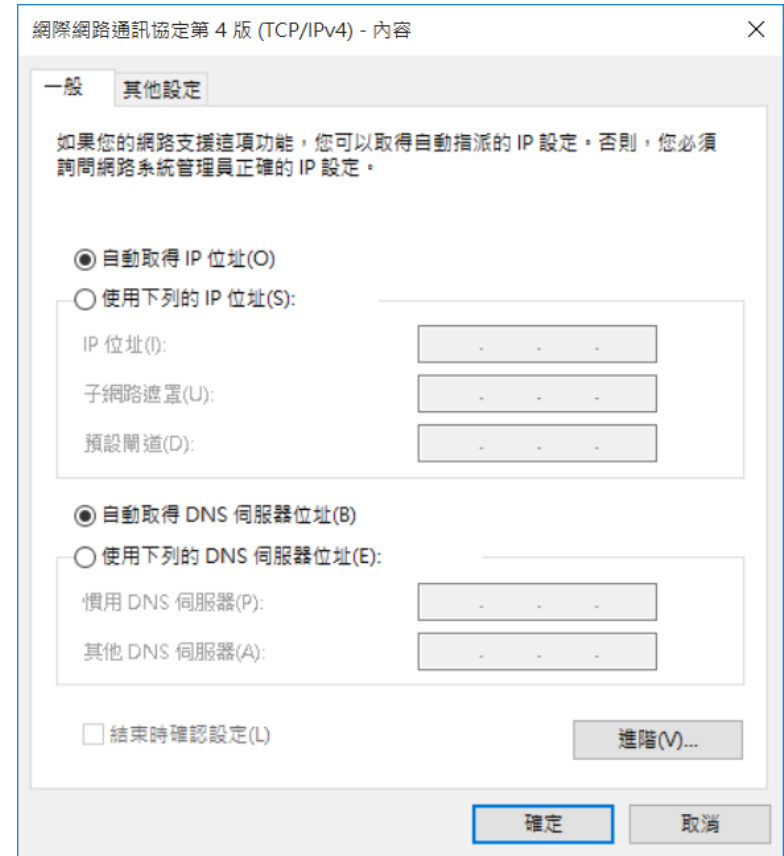 網際網路通訊協定第 4 版 (TCP/IPv4) - 內容
一般
其他設定
如果您的網路支援這項功能，您可以取得自動指派的 IP 設定。否則，您必須
詢問網路系統管理員正確的 IP 設定。
自動取得 IP 位址(O)
使用下列的 IP 位址(S):
IP 位址(I):
子網路遮罩(U):
預設閘道(D):
自動取得 DNS 伺服器位址(B)
使用下列的 DNS 伺服器位址(E):
慣用 DNS 伺服器(P):
其他 DNS 伺服器(A):
結束時確認設定(L)
進階(V)...
確定
取消